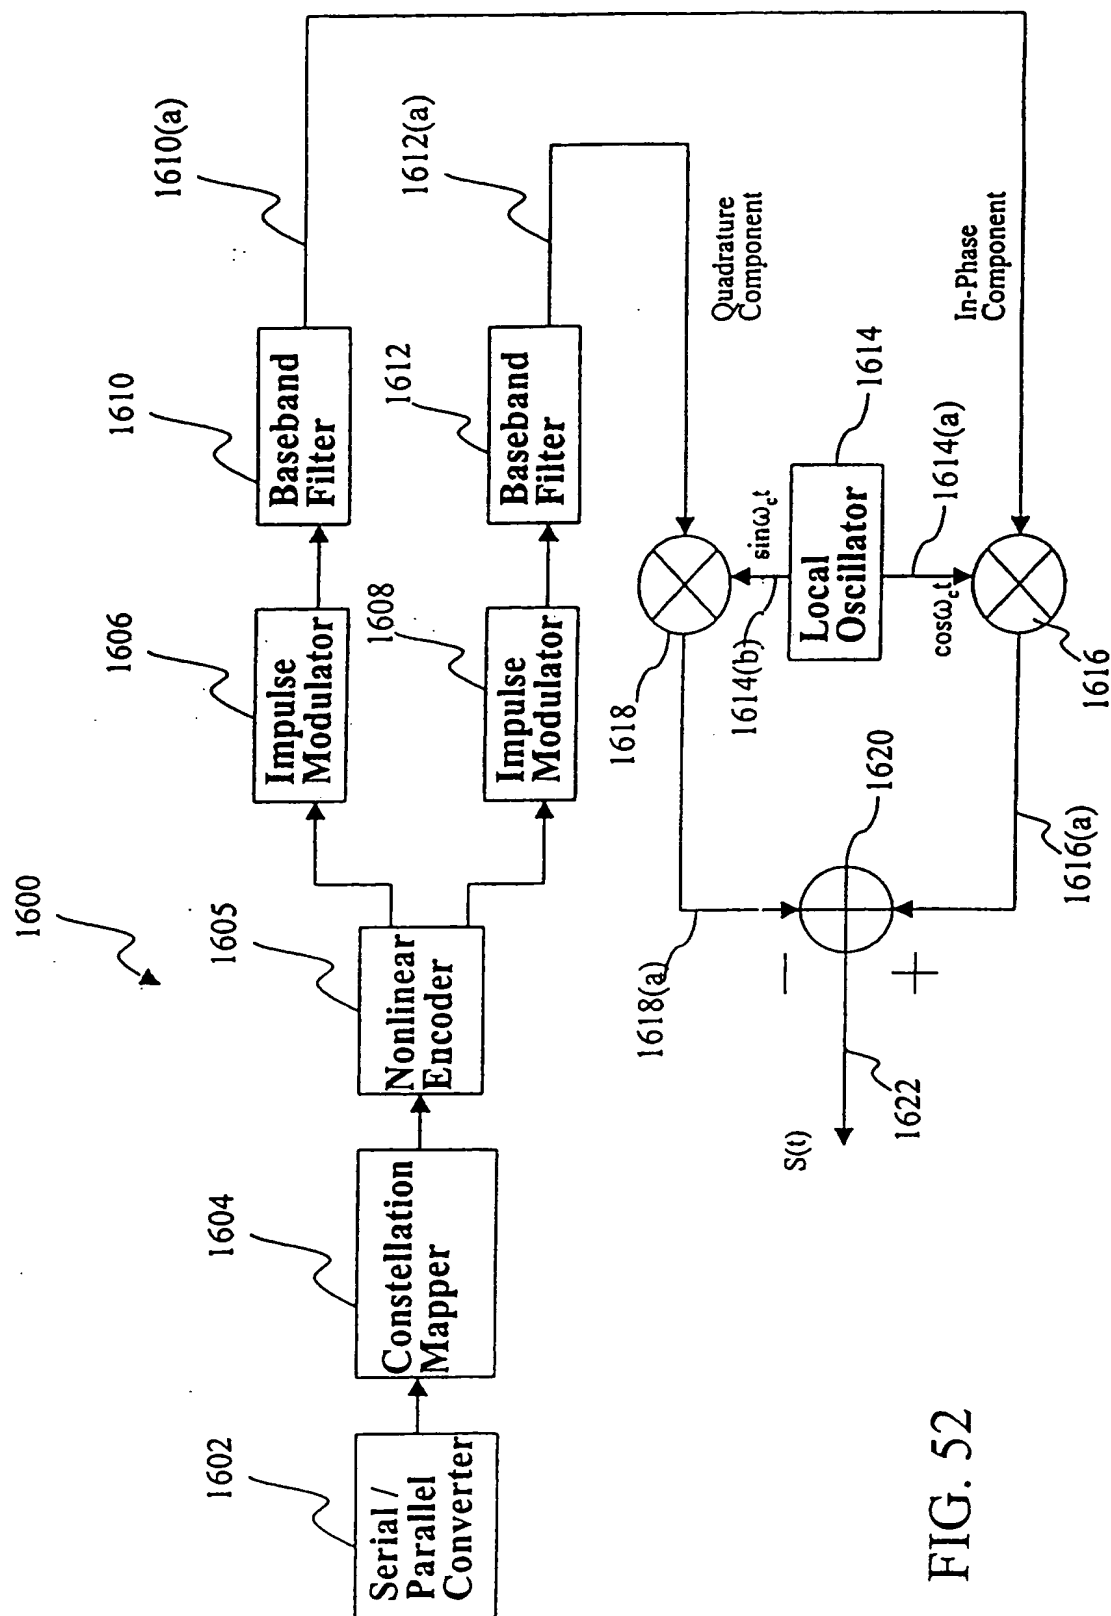 1600
1602
Serial /
Parallel
Converter
1604
Constellation
Mapper
1605
Nonlinear
Encoder
1606
Impulse
Modulator
1608
Impulse
Modulator
1610
Baseband
Filter
1610(a)
1612
Baseband
Filter
1612(a)
Quadrature
Component
In-Phase
Component
1618
sinω_c t
1614(b)
Local
Oscillator
1614
1614(a)
cosω_c t
1616
1618(a)
−
+
1620
1616(a)
S(t)
1622
FIG. 52